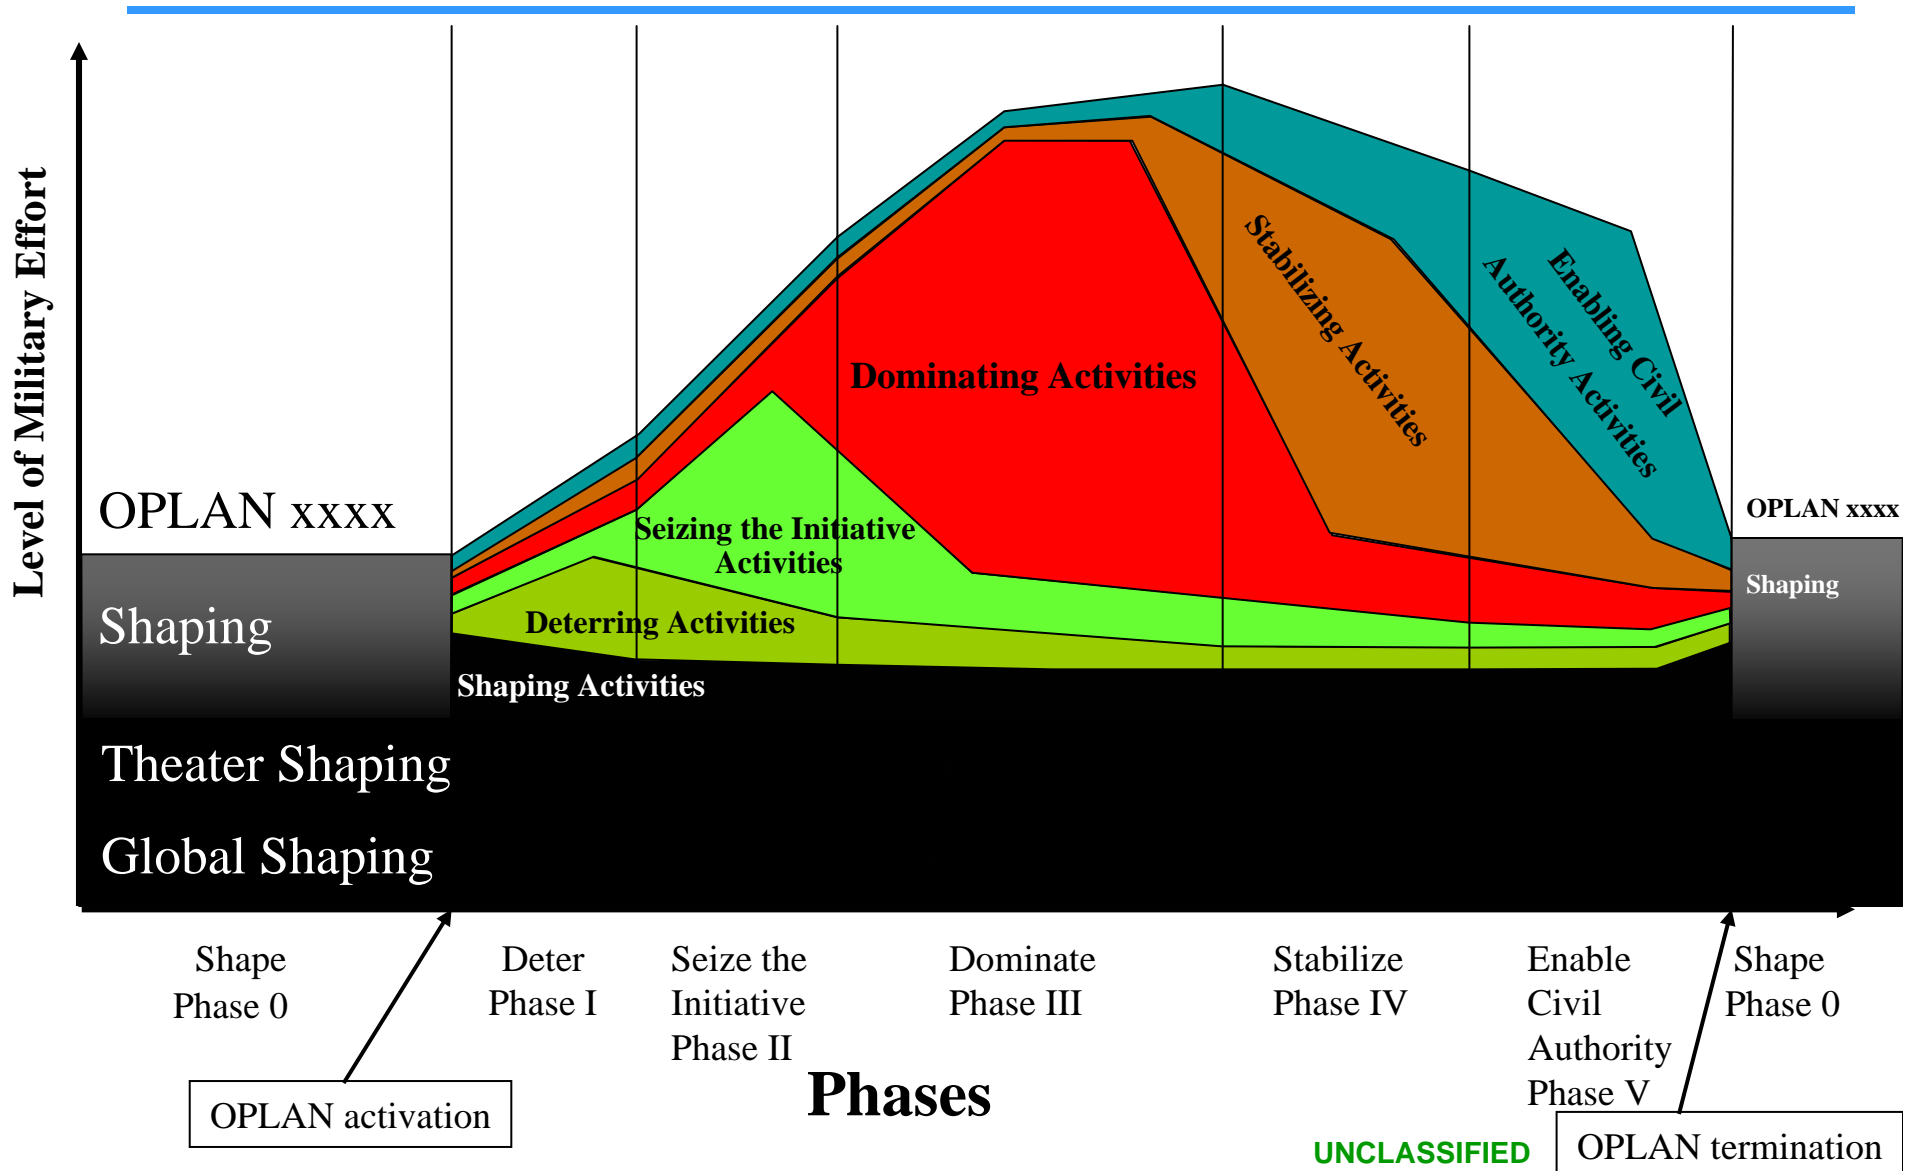 Level of Military Effort
OPLAN xxxx
Shaping
Theater Shaping
Global Shaping
Shaping Activities
Deterring Activities
Seizing the Initiative
Activities
Dominating Activities
Stabilizing Activities
Enabling Civil
Authority Activities
OPLAN xxxx
Shaping
Shape
Phase 0
Deter
Phase I
Seize the
Initiative
Phase II
Dominate
Phase III
Stabilize
Phase IV
Enable
Civil
Authority
Phase V
Shape
Phase 0
OPLAN activation
Phases
UNCLASSIFIED
OPLAN termination